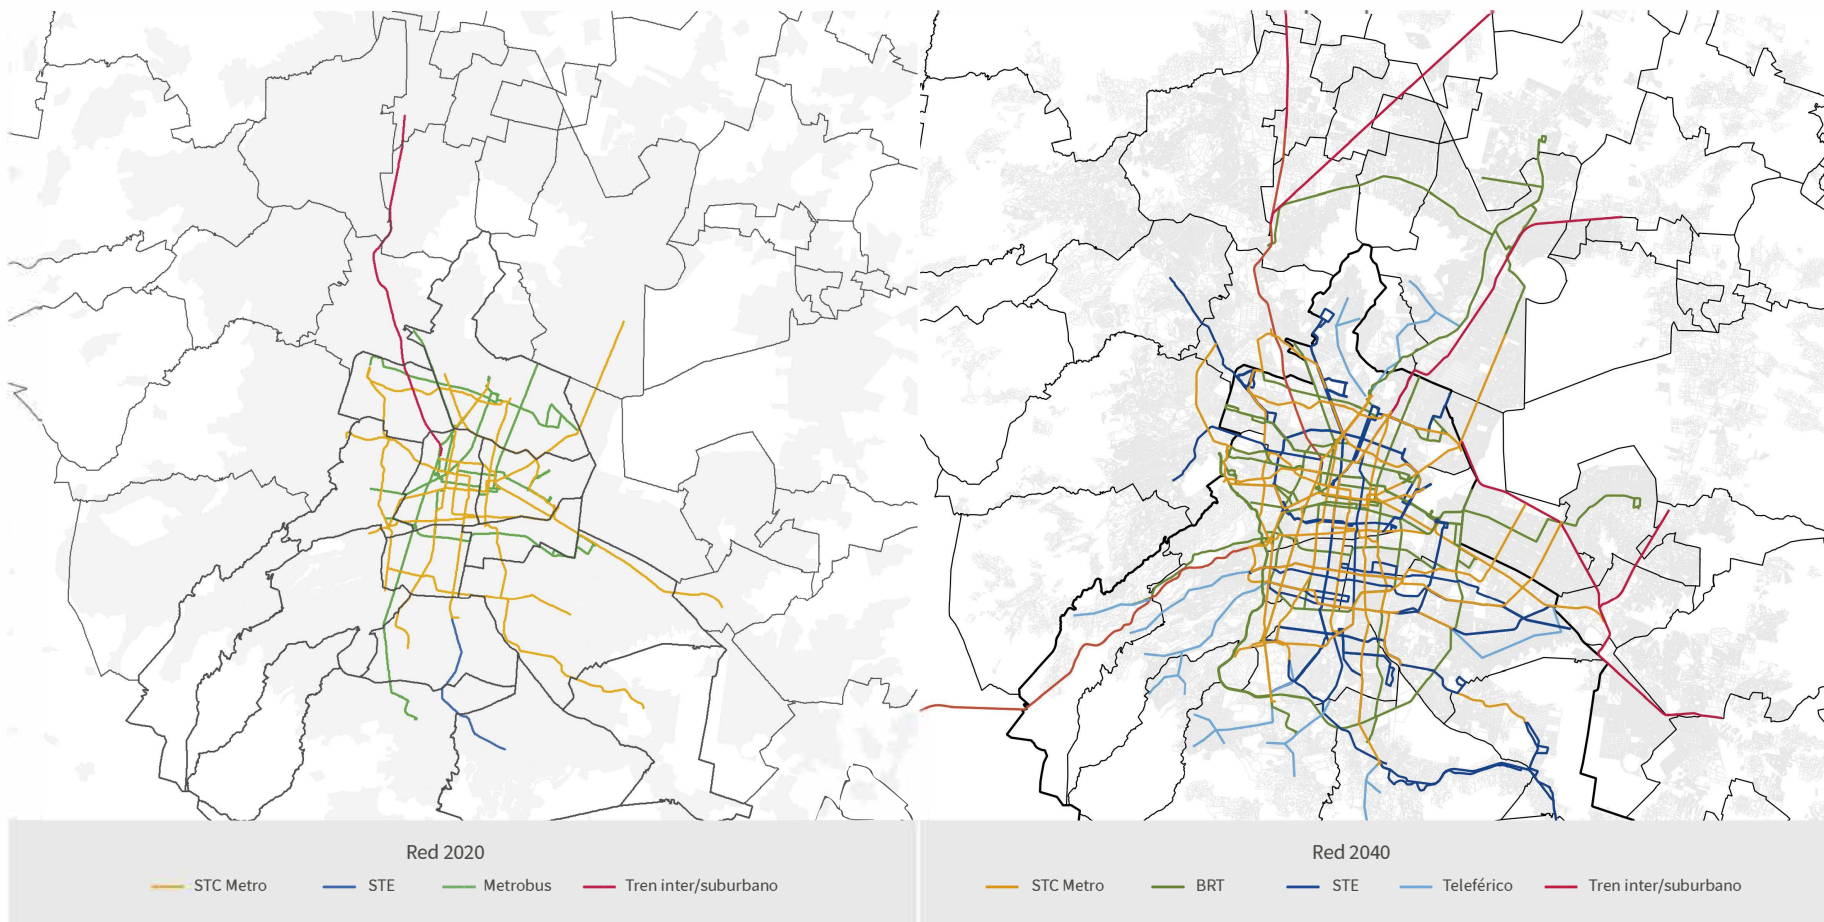 Red 2020
STC Metro
STE
Metrobus
Tren inter/suburbano
Red 2040
STC Metro
BRT
STE
Teleférico
Tren inter/suburbano